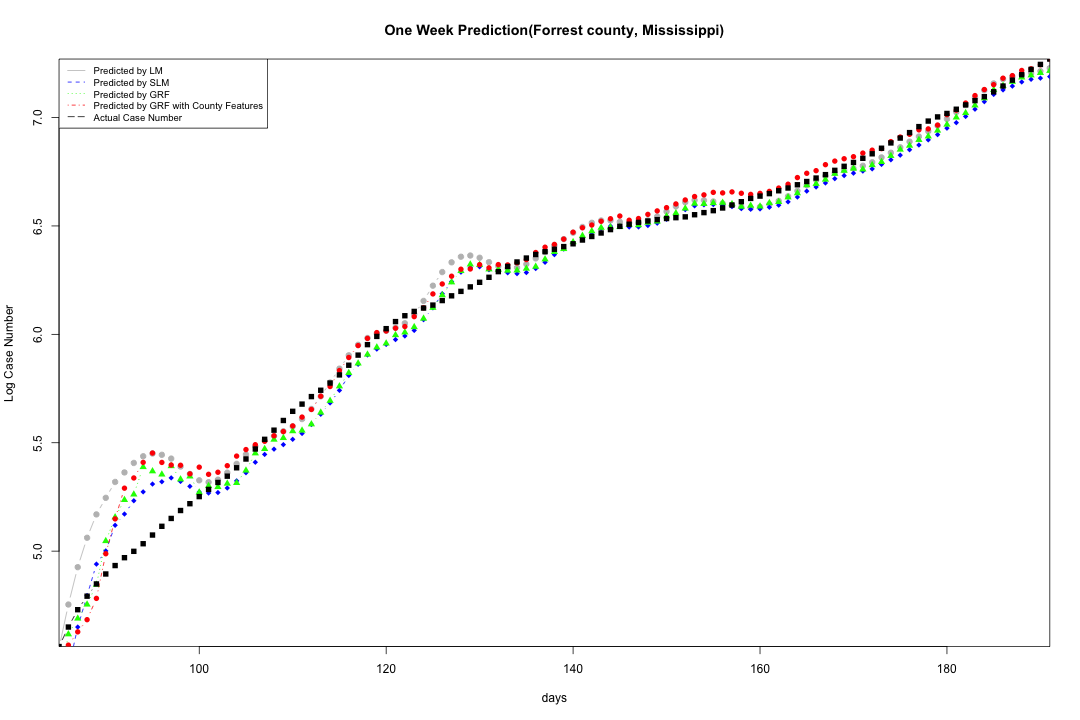 One Week Prediction(Forrest county, Mississippi)
Predicted by LM
Predicted by SLM
Predicted by GRF
Predicted by GRF with County Features
Actual Case Number
7.0
6.5
6.0
5.5
5.0
Log Case Number
100 120 140 160 180
days